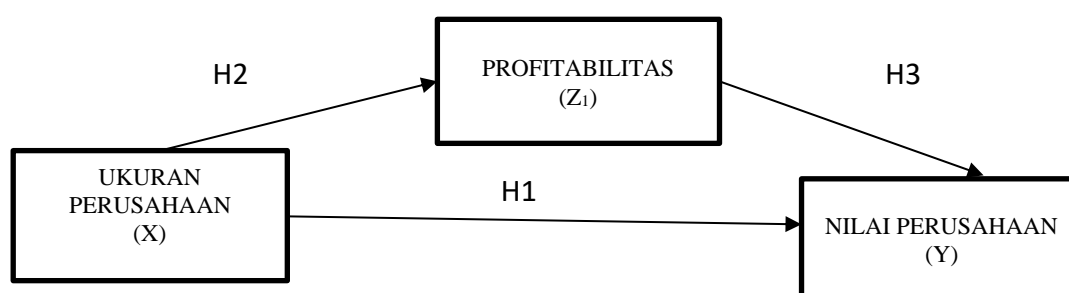 PROFITABILITAS
(Z₁)
H2
H3
UKURAN
PERUSAHAAN
(X)
H1
NILAI PERUSAHAAN
(Y)